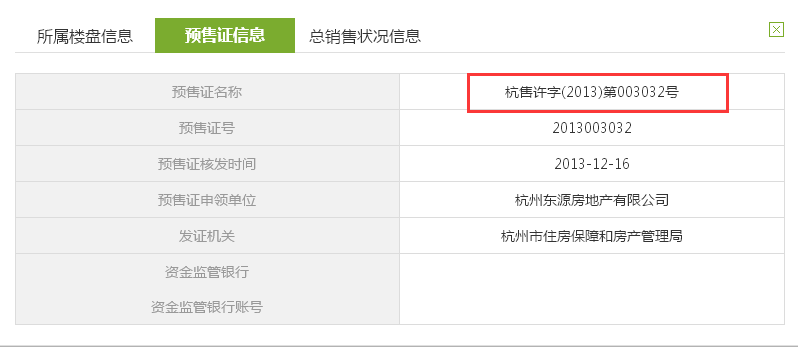 所属楼盘信息 预售证信息 总销售状况信息
预售证名称 杭售许字(2013)第003032号
预售证号 2013003032
预售证核发时间 2013-12-16
预售证申领单位 杭州东源房地产有限公司
发证机关 杭州市住房保障和房产管理局
资金监管银行
资金监管银行账号